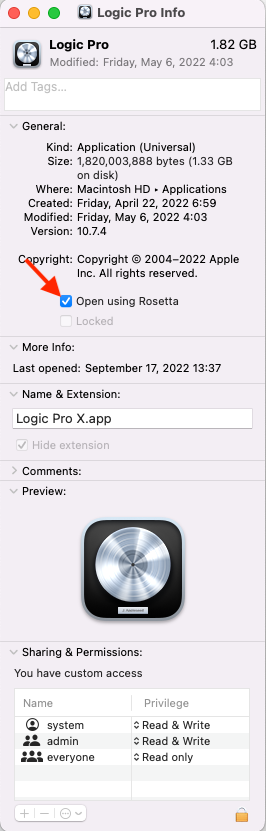 Logic Pro Info
Logic Pro 1.82 GB
Modified: Friday, May 6, 2022 4:03
Add Tags...
General:
Kind: Application (Universal)
Size: 1,820,003,888 bytes (1.33 GB
on disk)
Where: Macintosh HD ▸ Applications
Created: Friday, April 22, 2022 6:59
Modified: Friday, May 6, 2022 4:03
Version: 10.7.4
Copyright: Copyright © 2004–2022 Apple
Inc. All rights reserved.
Open using Rosetta
Locked
More Info:
Last opened: September 17, 2022 13:37
Name & Extension:
Logic Pro X.app
Hide extension
Comments:
Preview:
Sharing & Permissions:
You have custom access
Name Privilege
system Read & Write
admin Read & Write
everyone Read only